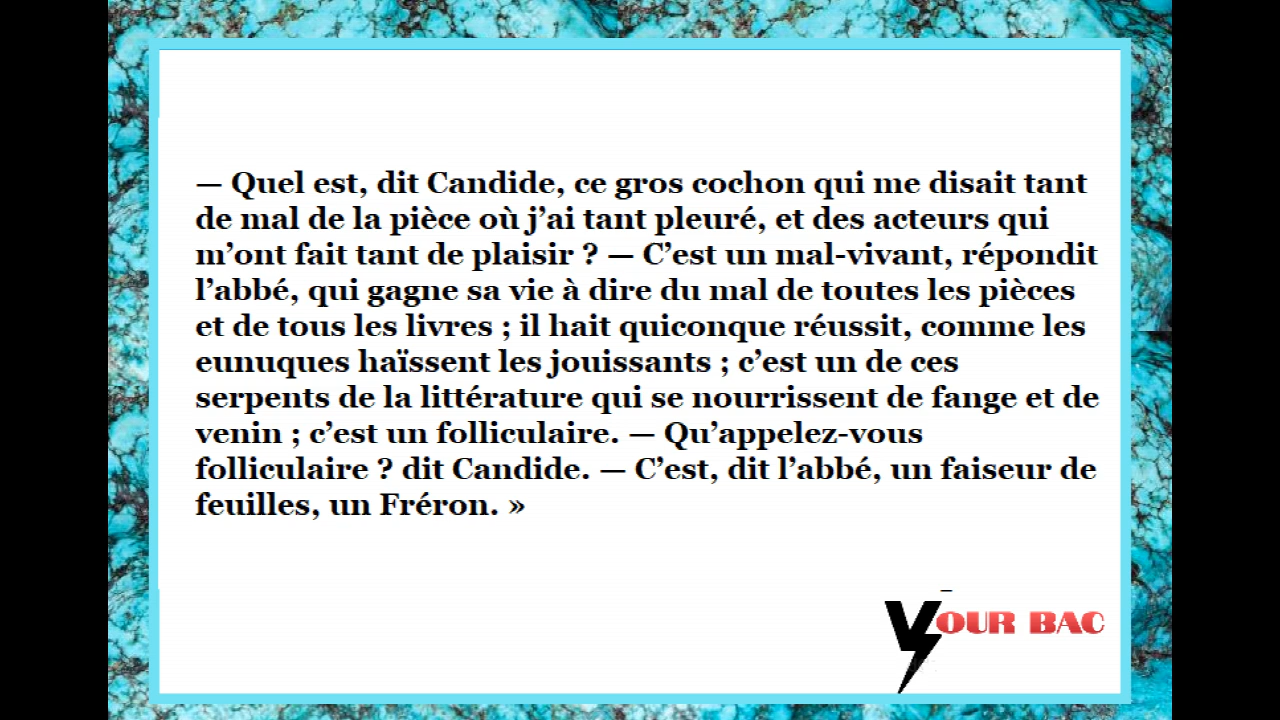 — Quel est, dit Candide, ce gros cochon qui me disait tant
de mal de la pièce où j’ai tant pleuré, et des acteurs qui
m’ont fait tant de plaisir ? — C’est un mal-vivant, répondit
l’abbé, qui gagne sa vie à dire du mal de toutes les pièces
et de tous les livres ; il hait quiconque réussit, comme les
eunuques haïssent les jouissants ; c’est un de ces
serpents de la littérature qui se nourrissent de fange et de
venin ; c’est un folliculaire. — Qu’appelez-vous
folliculaire ? dit Candide. — C’est, dit l’abbé, un faiseur de
feuilles, un Fréron. »
YOUR BAC